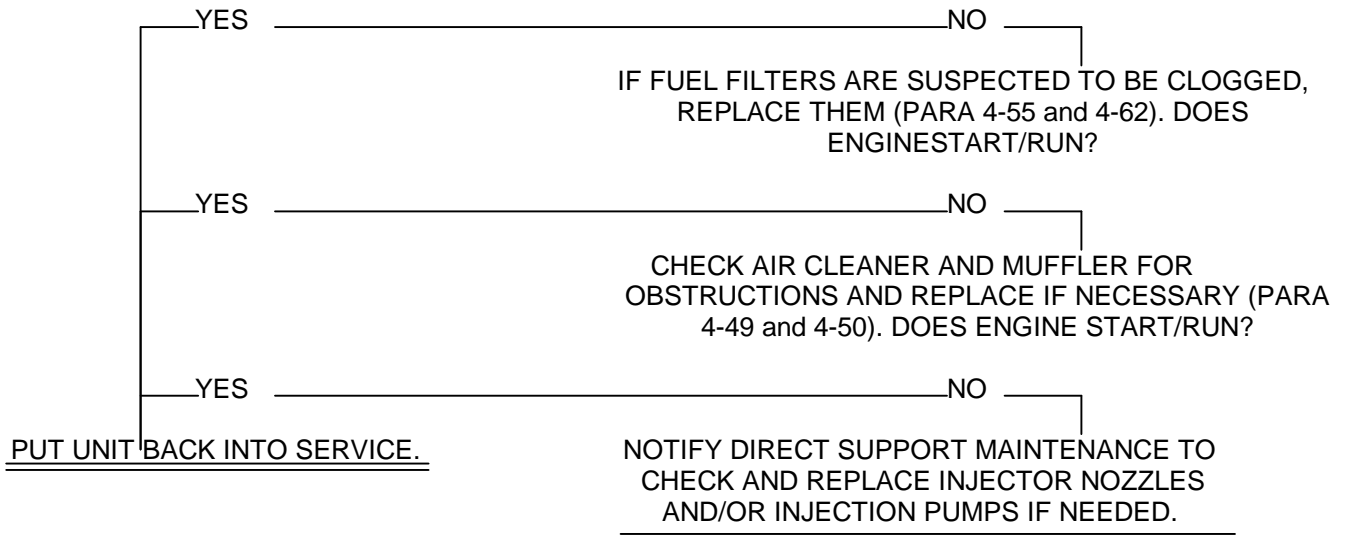 YES NO
IF FUEL FILTERS ARE SUSPECTED TO BE CLOGGED,
REPLACE THEM (PARA 4-55 and 4-62). DOES
ENGINESTART/RUN?
YES NO
CHECK AIR CLEANER AND MUFFLER FOR
OBSTRUCTIONS AND REPLACE IF NECESSARY (PARA
4-49 and 4-50). DOES ENGINE START/RUN?
YES NO
PUT UNIT BACK INTO SERVICE.
NOTIFY DIRECT SUPPORT MAINTENANCE TO
CHECK AND REPLACE INJECTOR NOZZLES
AND/OR INJECTION PUMPS IF NEEDED.